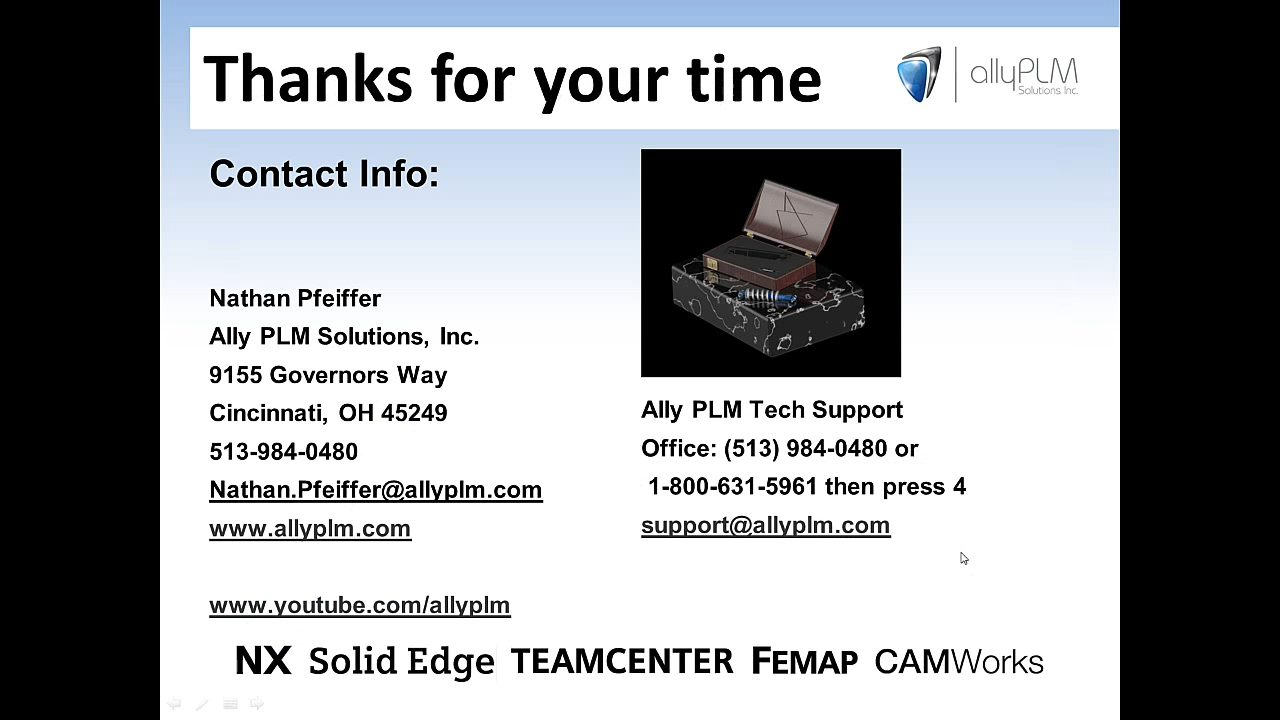 Thanks for your time
allyPLM
Solutions Inc.
Contact Info:
Nathan Pfeiffer
Ally PLM Solutions, Inc.
9155 Governors Way
Cincinnati, OH 45249
513-984-0480
Nathan.Pfeiffer@allyplm.com
www.allyplm.com
www.youtube.com/allyplm
Ally PLM Tech Support
Office: (513) 984-0480 or
1-800-631-5961 then press 4
support@allyplm.com
NX Solid Edge TEAMCENTER FEMAP CAMWorks